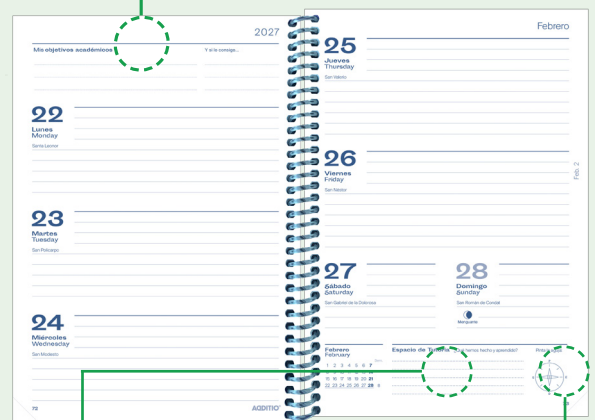 2027
Mis objetivos académicos
Y si lo consigo...
22
Lunes
Monday
Santa Leonor
23
Martes
Tuesday
San Policarpo
24
Miércoles
Wednesday
San Modesto
72
ADDITIO
Febrero
25
Jueves
Thursday
San Valerio
26
Viernes
Friday
San Néstor
Feb. 2
27
Sábado
Saturday
San Gabriel de la Dolorosa
28
Domingo
Sunday
San Román de Condat
Menguante
Febrero
February
1 2 3 4 5 6 7
15 16 17 18 19 20 21
22 23 24 25 26 27 28
Espacio de
¿Qué hemos hecho y aprendido?